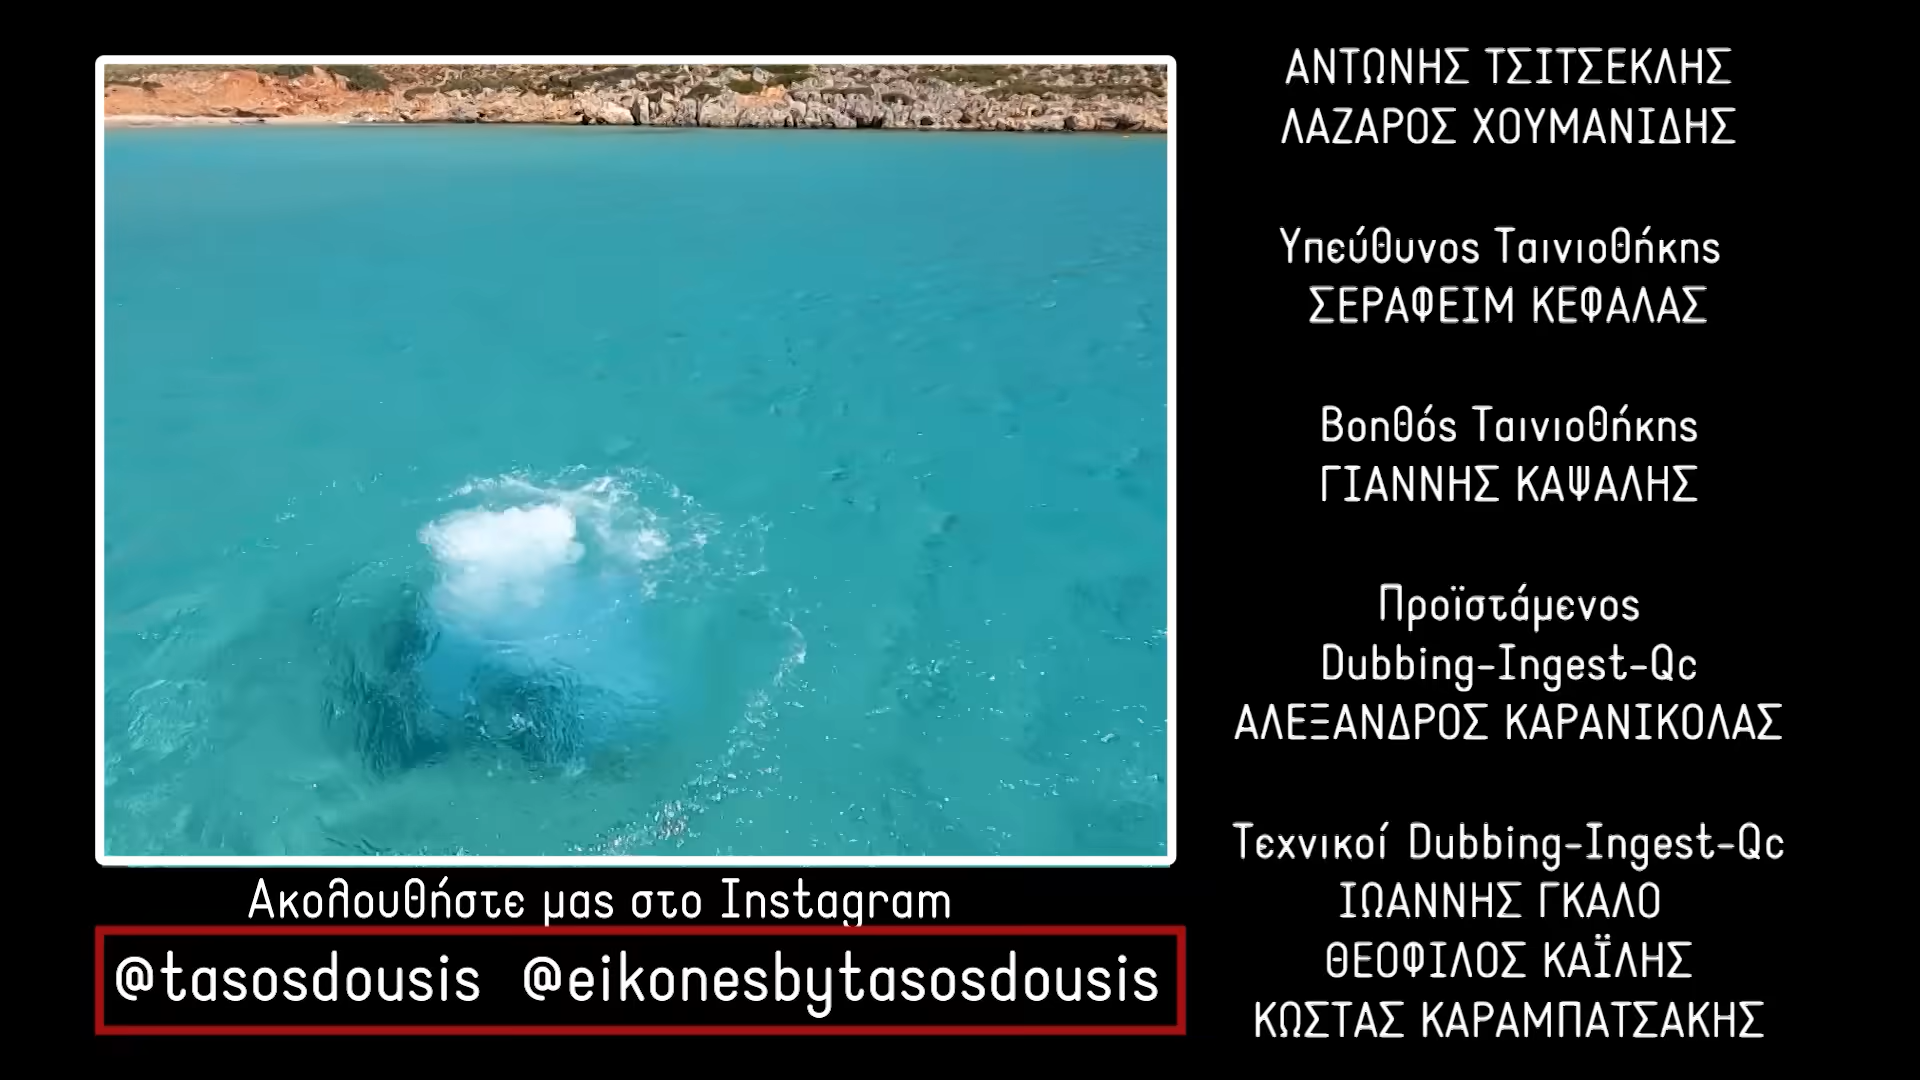 ΑΝΤΩΝΗΣ ΤΣΙΤΣΕΚΛΗΣ
ΛΑΖΑΡΟΣ ΧΟΥΜΑΝΙΔΗΣ
Υπεύθυνος Ταινιοθήκης
ΣΕΡΑΦΕΙΜ ΚΕΦΑΛΑΣ
Βοηθός Ταινιοθήκης
ΓΙΑΝΝΗΣ ΚΑΨΑΛΗΣ
Προϊστάμενος
Dubbing-Ingest-Qc
ΑΛΕΞΑΝΔΡΟΣ ΚΑΡΑΝΙΚΟΛΑΣ
Τεχνικοί Dubbing-Ingest-Qc
ΙΩΑΝΝΗΣ ΓΚΑΛΟ
ΘΕΟΦΙΛΟΣ ΚΑΪΛΗΣ
ΚΩΣΤΑΣ ΚΑΡΑΜΠΑΤΣΑΚΗΣ
Ακολουθήστε μας στο Instagram
@tasosdousis @eikonesbytasosdousis